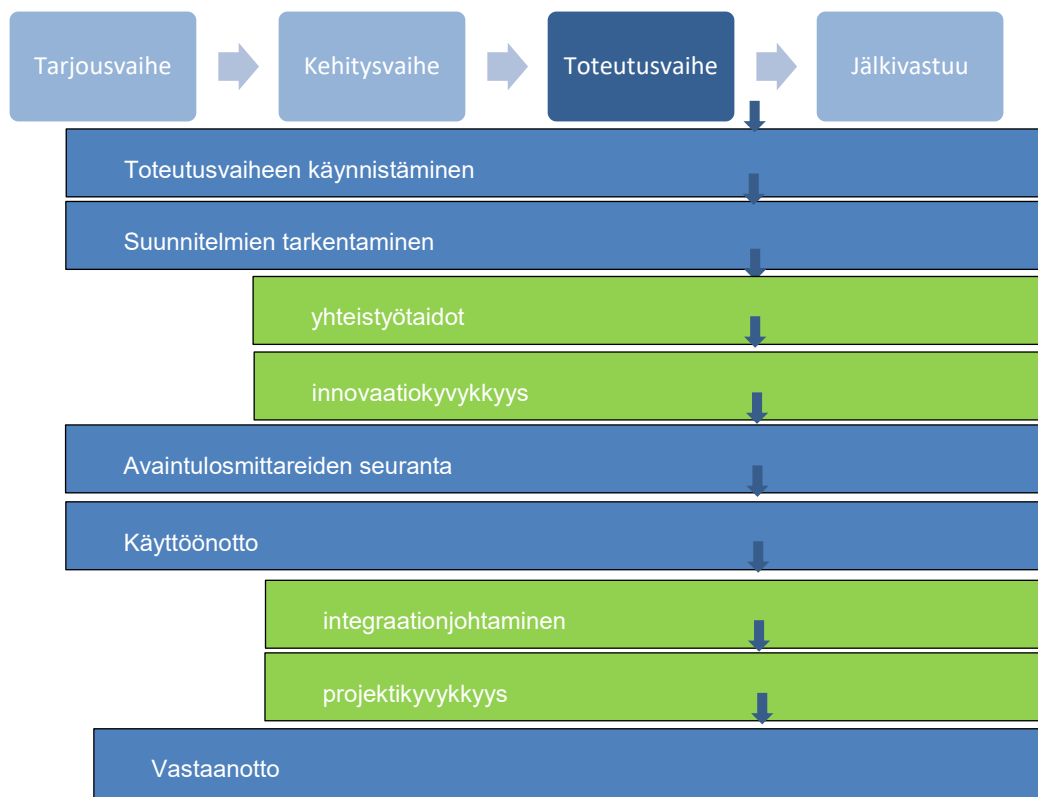 Tarjousvaihe
Kehitysvaihe
Toteutusvaihe
Jälkivastuu
Toteutusvaiheen käynnistäminen
Suunnitelmien tarkentaminen
yhteistyötaidot
innovaatiokyvykkyys
Avaintulosmittareiden seuranta
Käyttöönotto
integraationjohtaminen
projektikyvykkyys
Vastaanotto